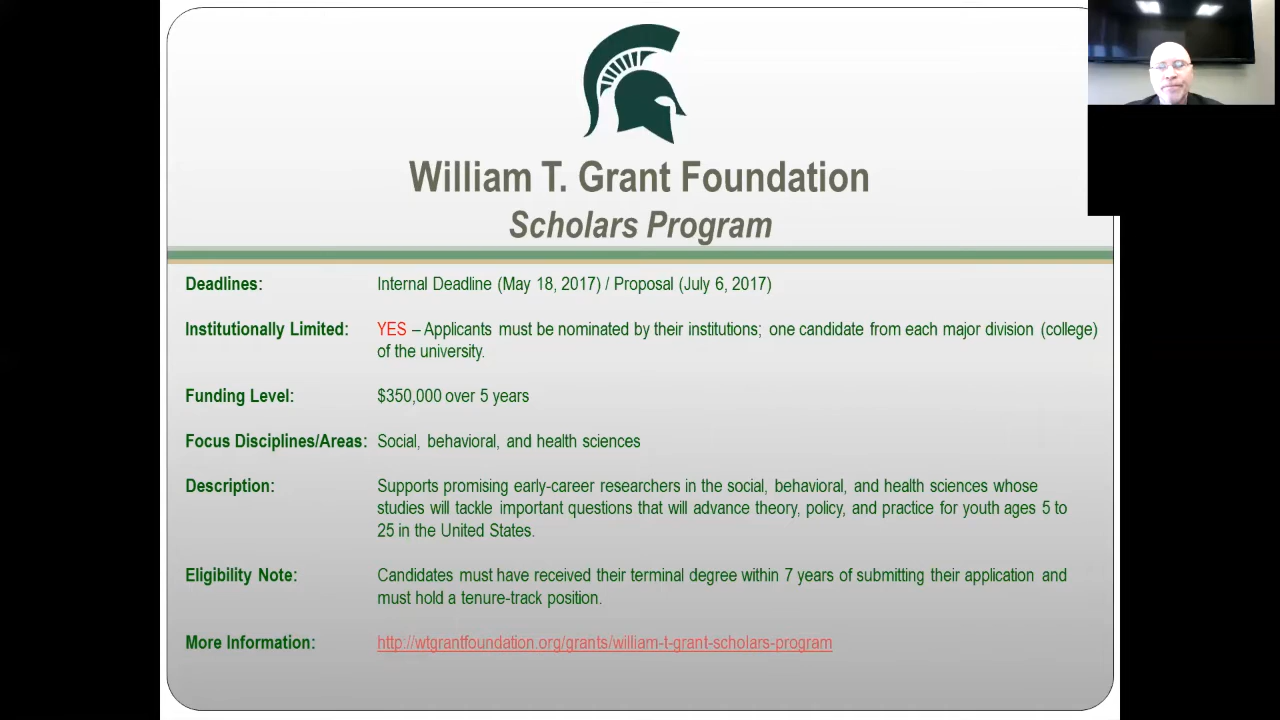 William T. Grant Foundation
Scholars Program
Deadlines: Internal Deadline (May 18, 2017) / Proposal (July 6, 2017)
Institutionally Limited: YES – Applicants must be nominated by their institutions; one candidate from each major division (college)
of the university.
Funding Level: $350,000 over 5 years
Focus Disciplines/Areas: Social, behavioral, and health sciences
Description: Supports promising early-career researchers in the social, behavioral, and health sciences whose
studies will tackle important questions that will advance theory, policy, and practice for youth ages 5 to
25 in the United States.
Eligibility Note: Candidates must have received their terminal degree within 7 years of submitting their application and
must hold a tenure-track position.
More Information: http://wtgrantfoundation.org/grants/william-t-grant-scholars-program